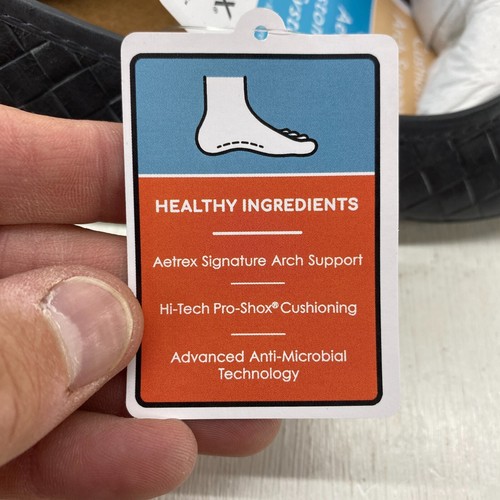 HEALTHY INGREDIENTS
Aetrex Signature Arch Support
Hi-Tech Pro-Shox® Cushioning
Advanced Anti-Microbial
Technology